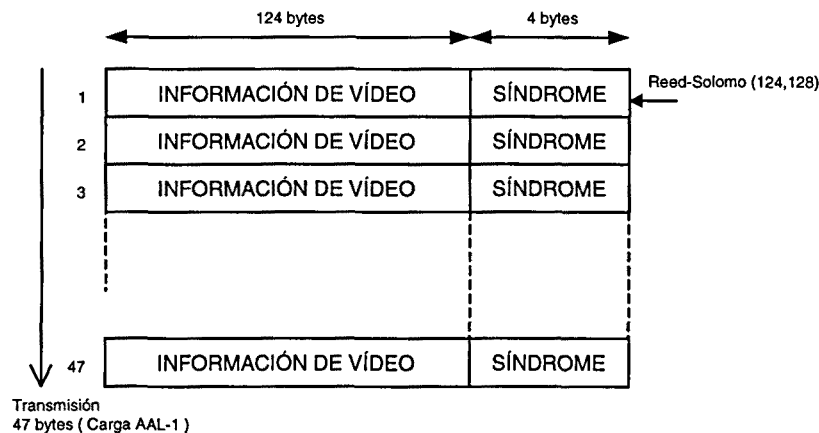 124 bytes
4 bytes
1
INFORMACIÓN DE VÍDEO
SÍNDROME
Reed-Solomo (124,128)
2
INFORMACIÓN DE VÍDEO
SÍNDROME
3
INFORMACIÓN DE VÍDEO
SÍNDROME
47
INFORMACIÓN DE VÍDEO
SÍNDROME
Transmisión
47 bytes ( Carga AAL-1 )